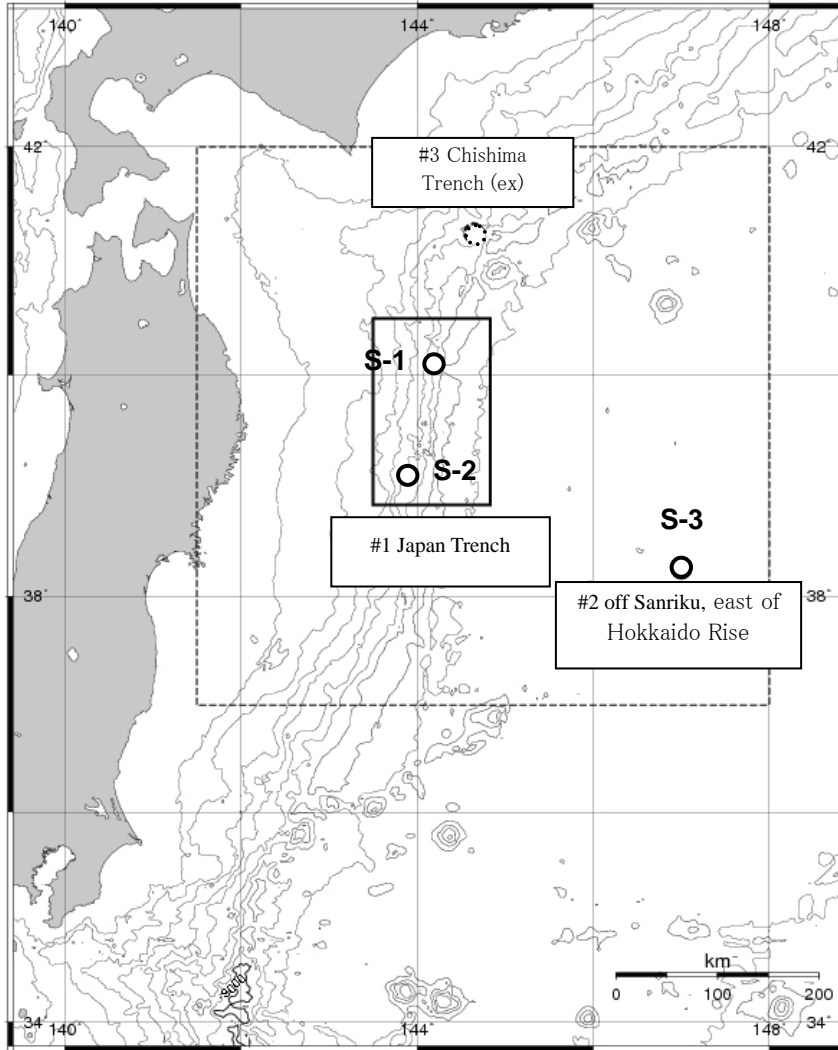 140° 144° 148°
42° 42°
#3 Chishima
Trench (ex)
S-1
S-2
#1 Japan Trench
S-3
38° 38°
#2 off Sanriku, east of
Hokkaido Rise
km
0 100 200
-9000
34° 34°
140° 144° 148°